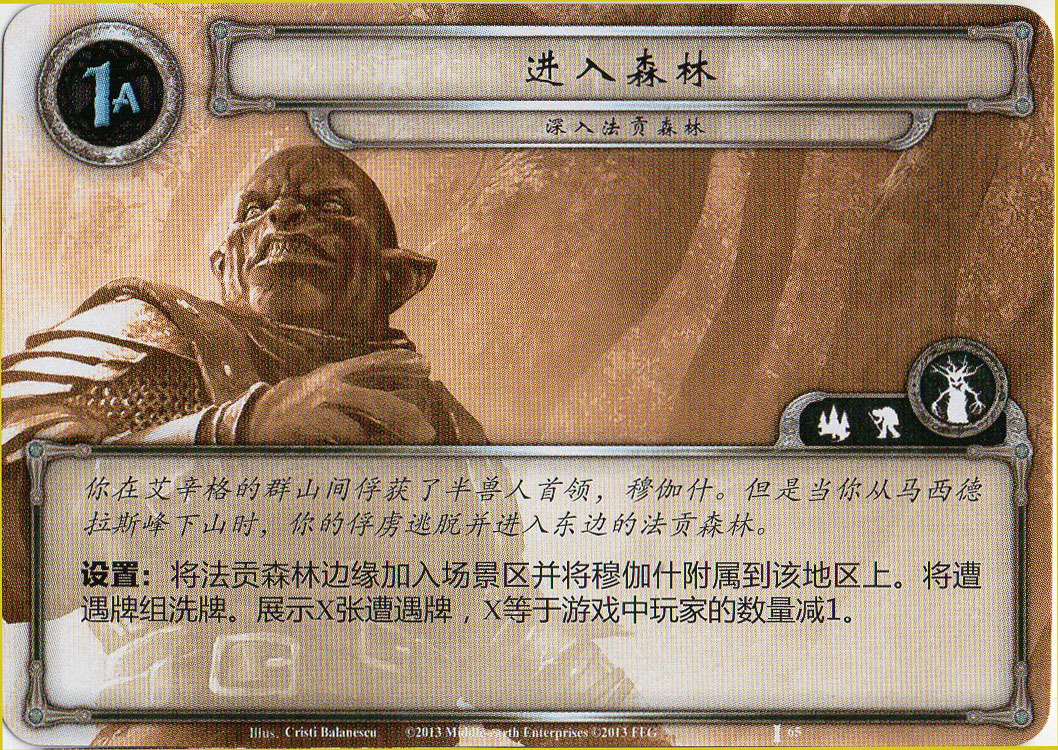 1A
进入森林
深入法贡森林
你在艾辛格的群山间俘获了半兽人首领，穆伽什。但是当你从马西德
拉斯峰下山时，你的俘虏逃脱并进入东边的法贡森林。
设置：将法贡森林边缘加入场景区并将穆伽什附属到该地区上。将遭
遇牌组洗牌。展示X张遭遇牌，X等于游戏中玩家的数量减1。
Illus. Cristi Balanescu ©2013 Middle-earth Enterprises ©2013 FFG 65